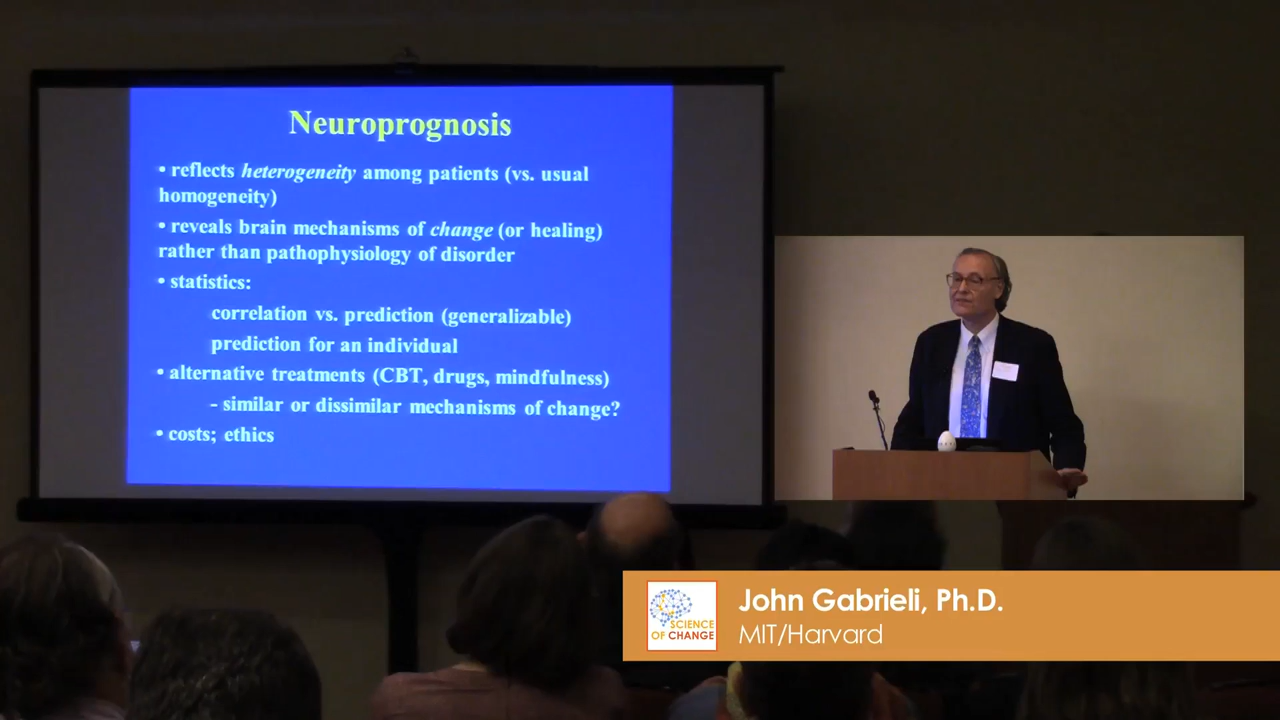 Neuroprognosis
• reflects heterogeneity among patients (vs. usual
homogeneity)
• reveals brain mechanisms of change (or healing)
rather than pathophysiology of disorder
• statistics:
correlation vs. prediction (generalizable)
prediction for an individual
• alternative treatments (CBT, drugs, mindfulness)
- similar or dissimilar mechanisms of change?
• costs; ethics
SCIENCE
OF CHANGE
John Gabrieli, Ph.D.
MIT/Harvard